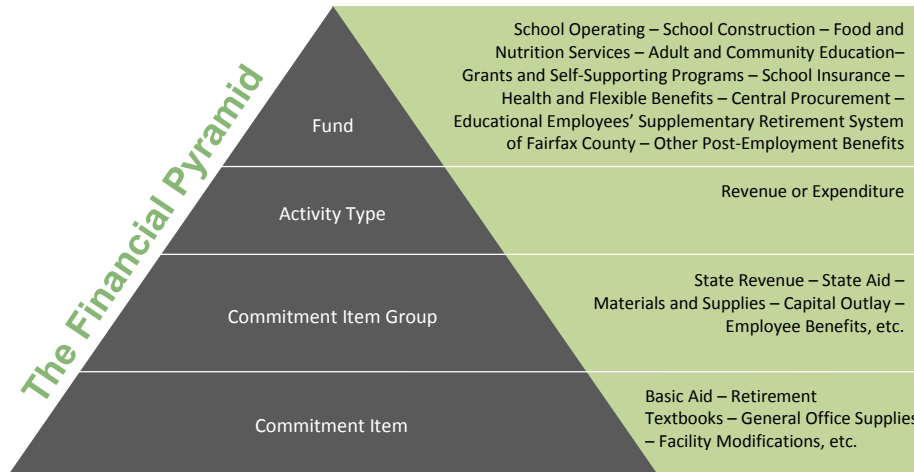 The Financial Pyramid
School Operating – School Construction – Food and
Nutrition Services – Adult and Community Education–
Grants and Self-Supporting Programs – School Insurance –
Health and Flexible Benefits – Central Procurement –
Educational Employees’ Supplementary Retirement System
of Fairfax County – Other Post-Employment Benefits
Fund
Revenue or Expenditure
Activity Type
State Revenue – State Aid –
Materials and Supplies – Capital Outlay –
Employee Benefits, etc.
Commitment Item Group
Basic Aid – Retirement
Textbooks – General Office Supplies
– Facility Modifications, etc.
Commitment Item